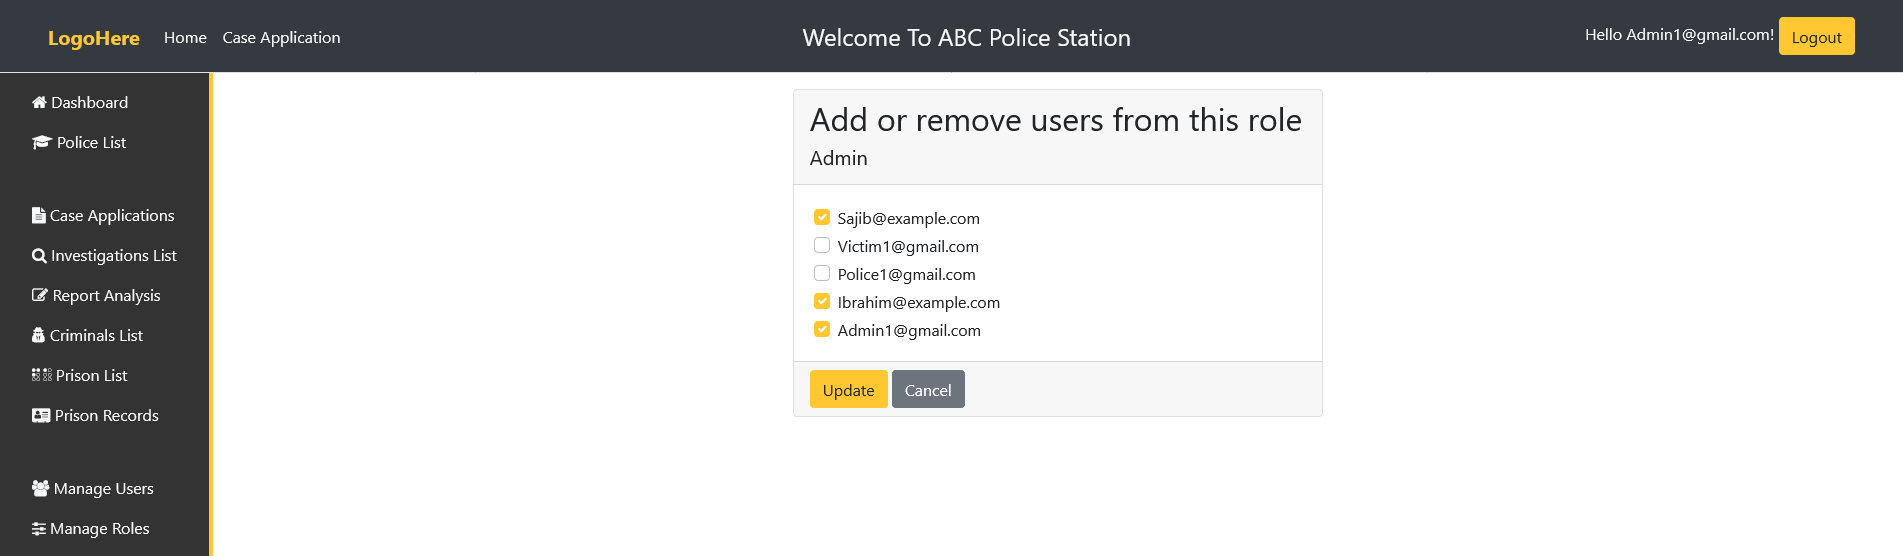 LogoHere
Home
Case Application
Welcome To ABC Police Station
Hello Admin1@gmail.com!
Logout
Dashboard
Police List
Case Applications
Investigations List
Report Analysis
Criminals List
Prison List
Prison Records
Manage Users
Manage Roles
Add or remove users from this role
Admin
Sajib@example.com
Victim1@gmail.com
Police1@gmail.com
Ibrahim@example.com
Admin1@gmail.com
Update
Cancel